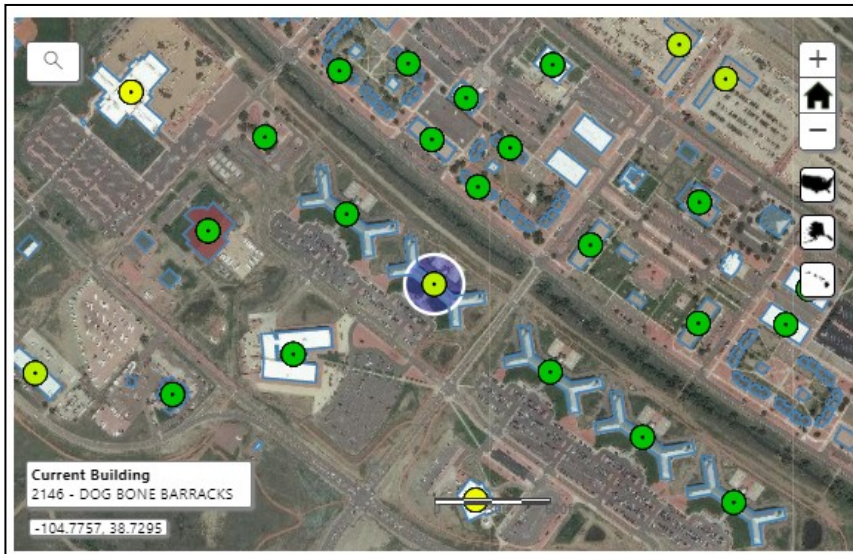 +
−
Current Building
2146 - DOG BONE BARRACKS
-104.7757, 38.7295